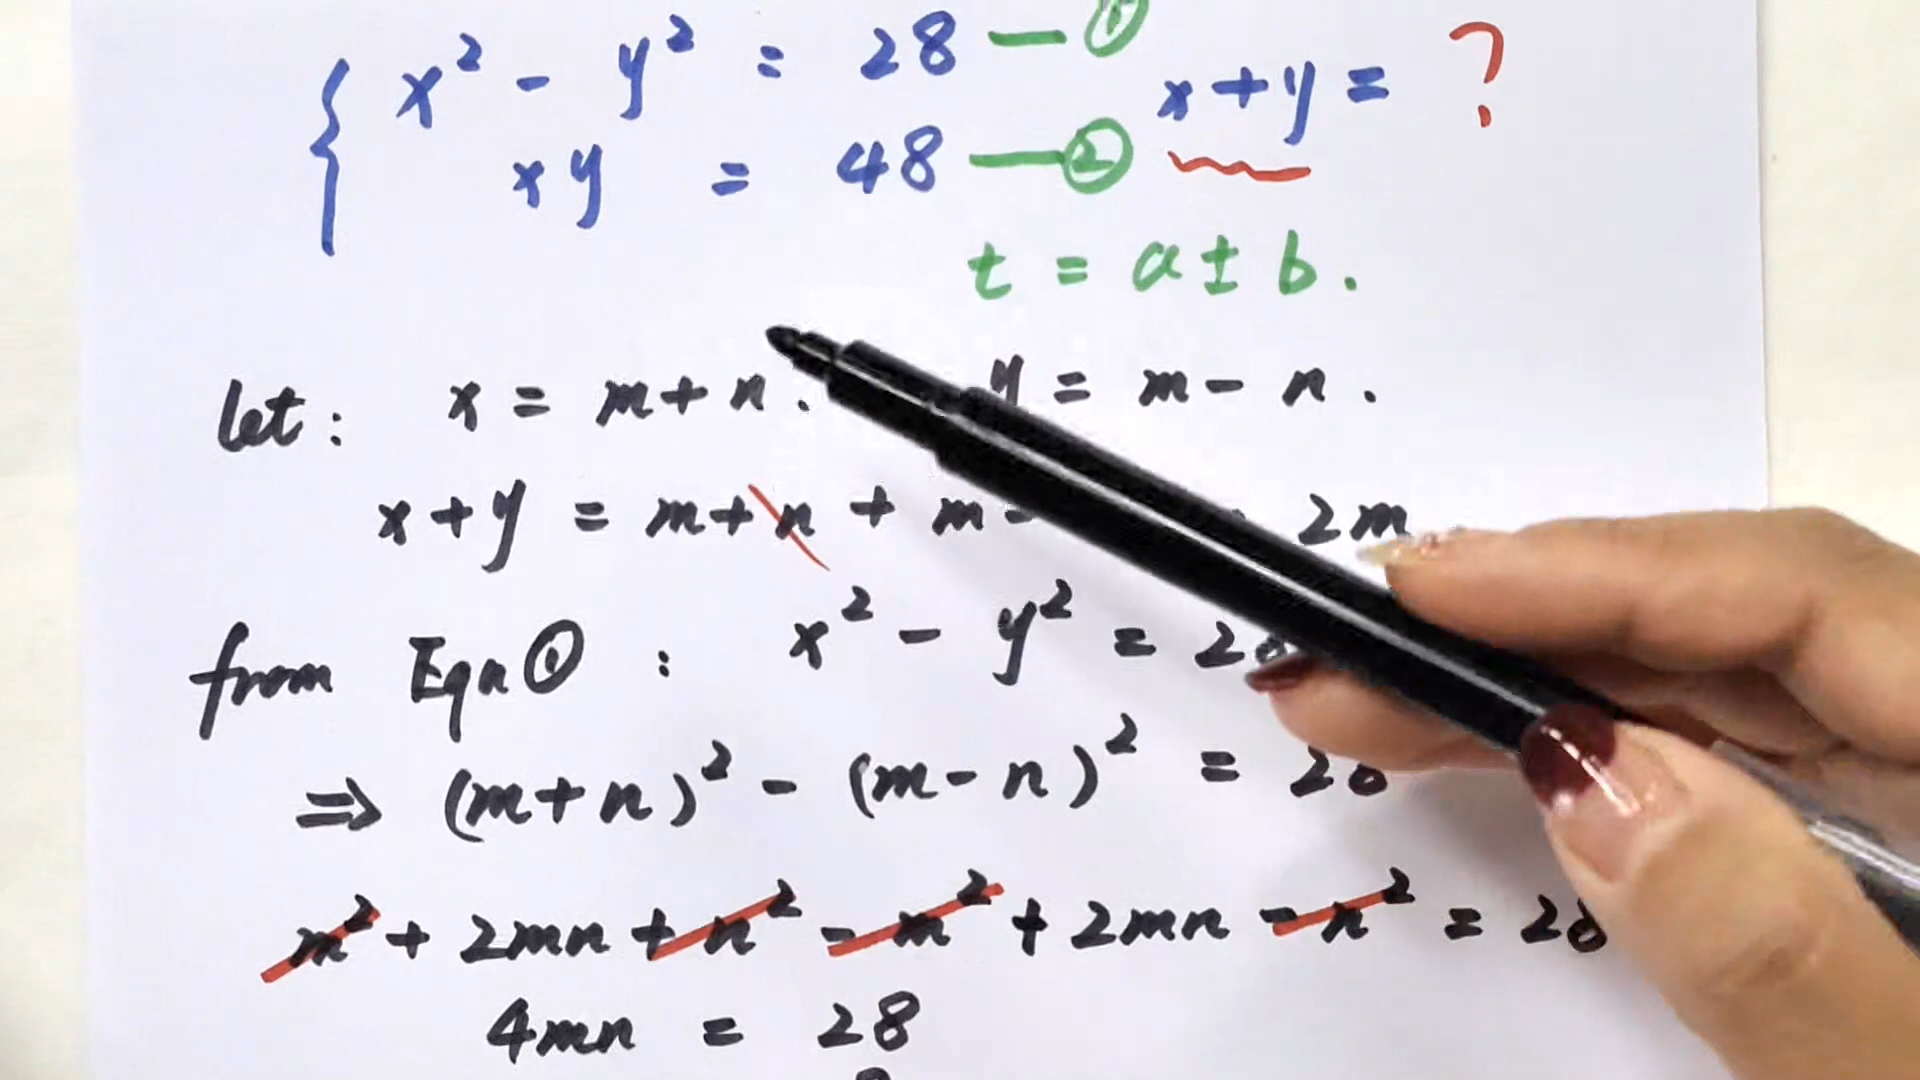 x² - y² = 28 — ①
xy = 48 — ②
x + y = ?
t = a ± b.
let: x = m + n. y = m - n.
x + y = m + n + m - 2m
from Eqn ① : x² - y² = 28
⇒ (m + n)² - (m - n)² = 28
m² + 2mn + n² - m² + 2mn - n² = 28
4mn = 28